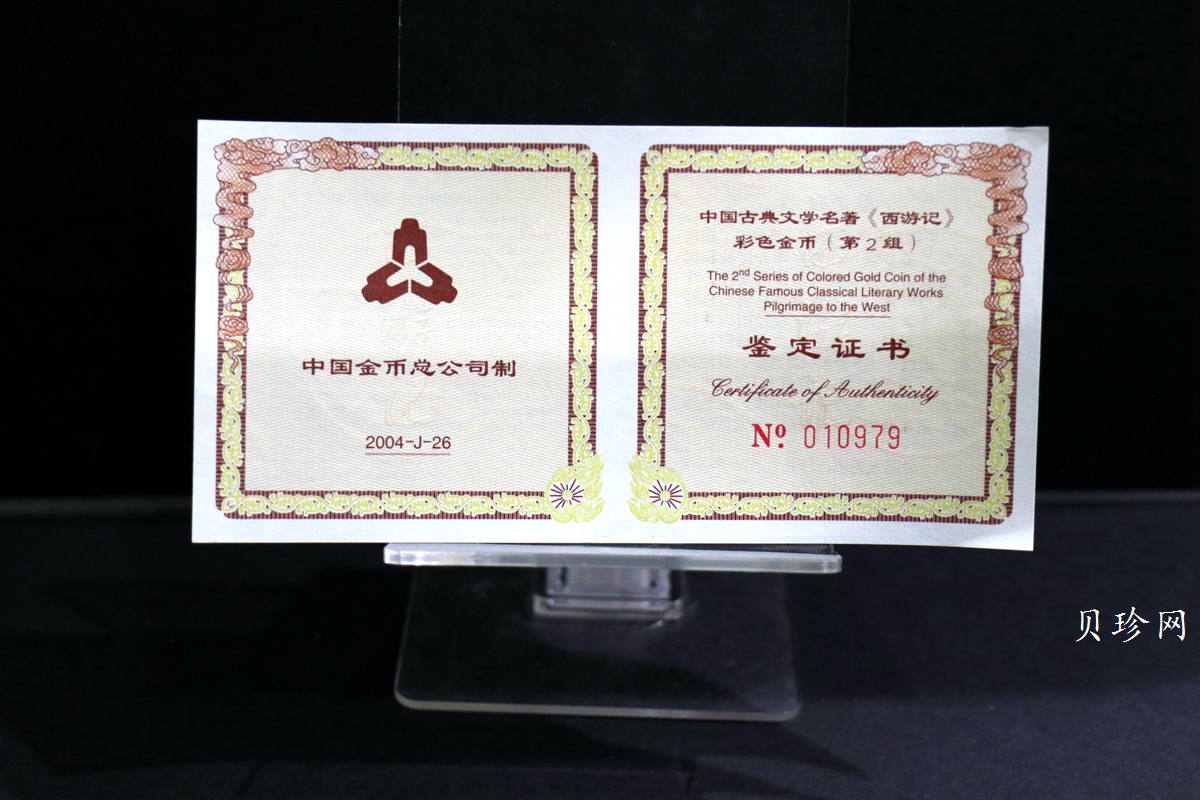 中国金币总公司制
2004-J-26
中国古典文学名著《西游记》
彩色金币（第2组）
The 2nd Series of Colored Gold Coin of the
Chinese Famous Classical Literary Works
Pilgrimage to the West
鉴定证书
Certificate of Authenticity
Nº 010979
贝珍网